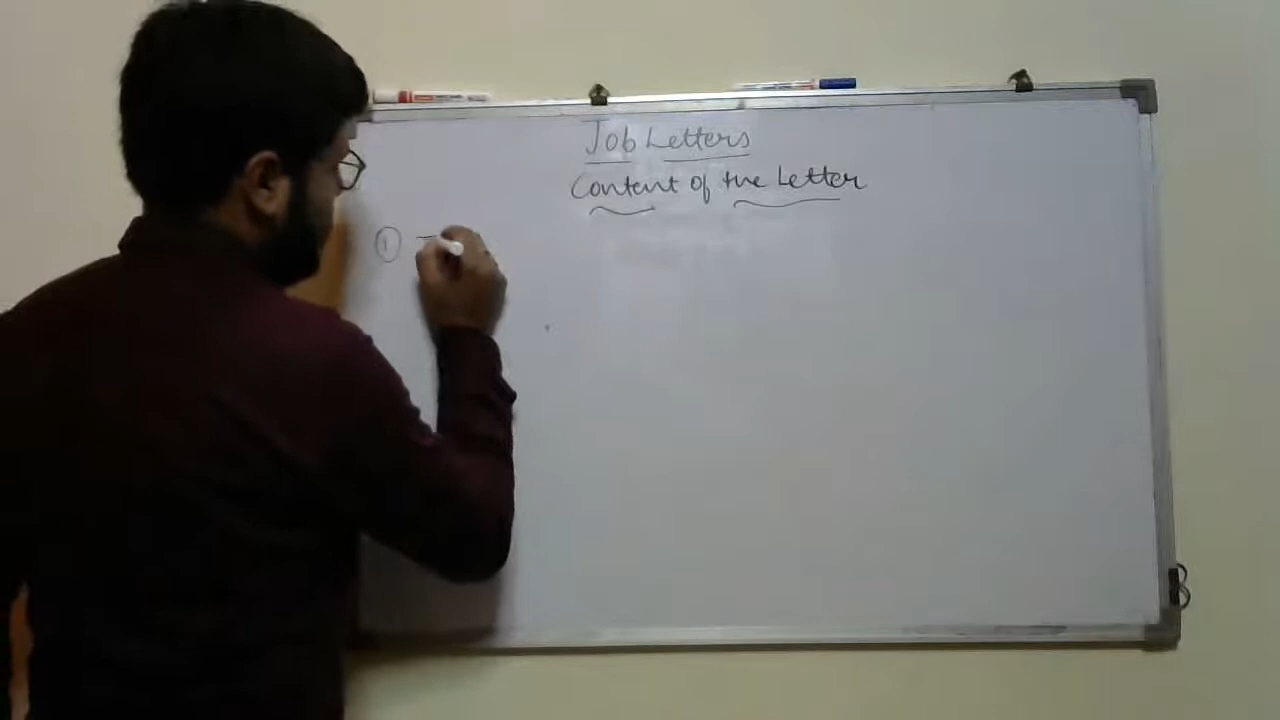 Job Letters
Content of the Letter
①